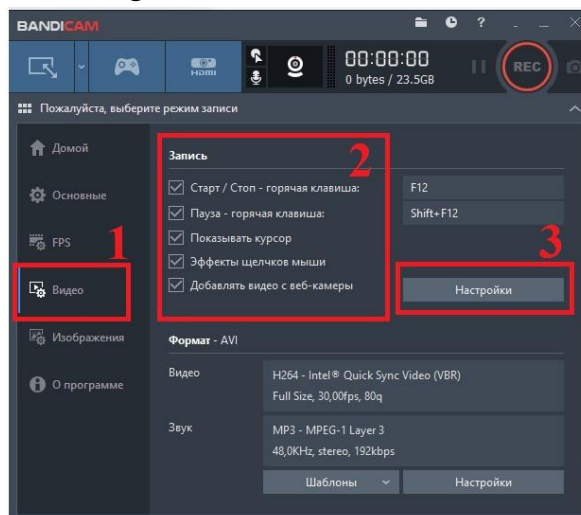 BANDICAM
?
HDMI
00:00:00
0 bytes / 23.5GB
REC
Пожалуйста, выберите режим записи
Домой
Основные
FPS
1
Видео
Изображения
О программе
Запись
2
Старт / Стоп - горячая клавиша:
F12
Пауза - горячая клавиша:
Shift+F12
Показывать курсор
Эффекты щелчков мыши
3
Добавлять видео с веб-камеры
Настройки
Формат - AVI
Видео
H264 - Intel® Quick Sync Video (VBR)
Full Size, 30,00fps, 80q
Звук
MP3 - MPEG-1 Layer 3
48,0KHz, stereo, 192kbps
Шаблоны
Настройки